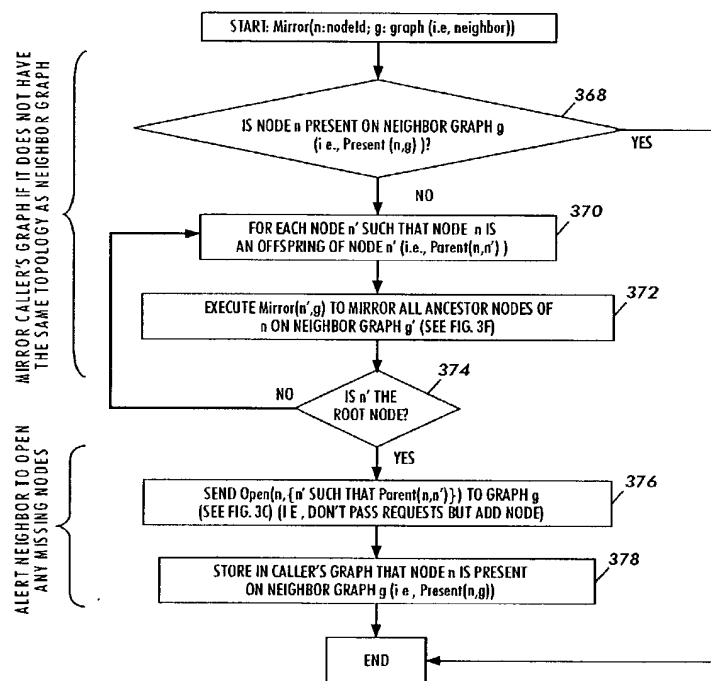 START: Mirror(n:nodeId; g: graph (i.e, neighbor))
368
IS NODE n PRESENT ON NEIGHBOR GRAPH g
(i e., Present (n,g) )?
YES
NO
370
FOR EACH NODE n' SUCH THAT NODE n IS
AN OFFSPRING OF NODE n' (i.e., Parent(n,n') )
372
EXECUTE Mirror(n',g) TO MIRROR ALL ANCESTOR NODES OF
n ON NEIGHBOR GRAPH g' (SEE FIG. 3F)
374
NO
IS n' THE
ROOT NODE?
YES
376
SEND Open(n, {n' SUCH THAT Parent(n,n')}) TO GRAPH g
(SEE FIG. 3C) (I E , DON'T PASS REQUESTS BUT ADD NODE)
378
STORE IN CALLER'S GRAPH THAT NODE n IS PRESENT
ON NEIGHBOR GRAPH g (i e , Present(n,g))
END
MIRROR CALLER'S GRAPH IF IT DOES NOT HAVE
THE SAME TOPOLOGY AS NEIGHBOR GRAPH
ALERT NEIGHBOR TO OPEN
ANY MISSING NODES